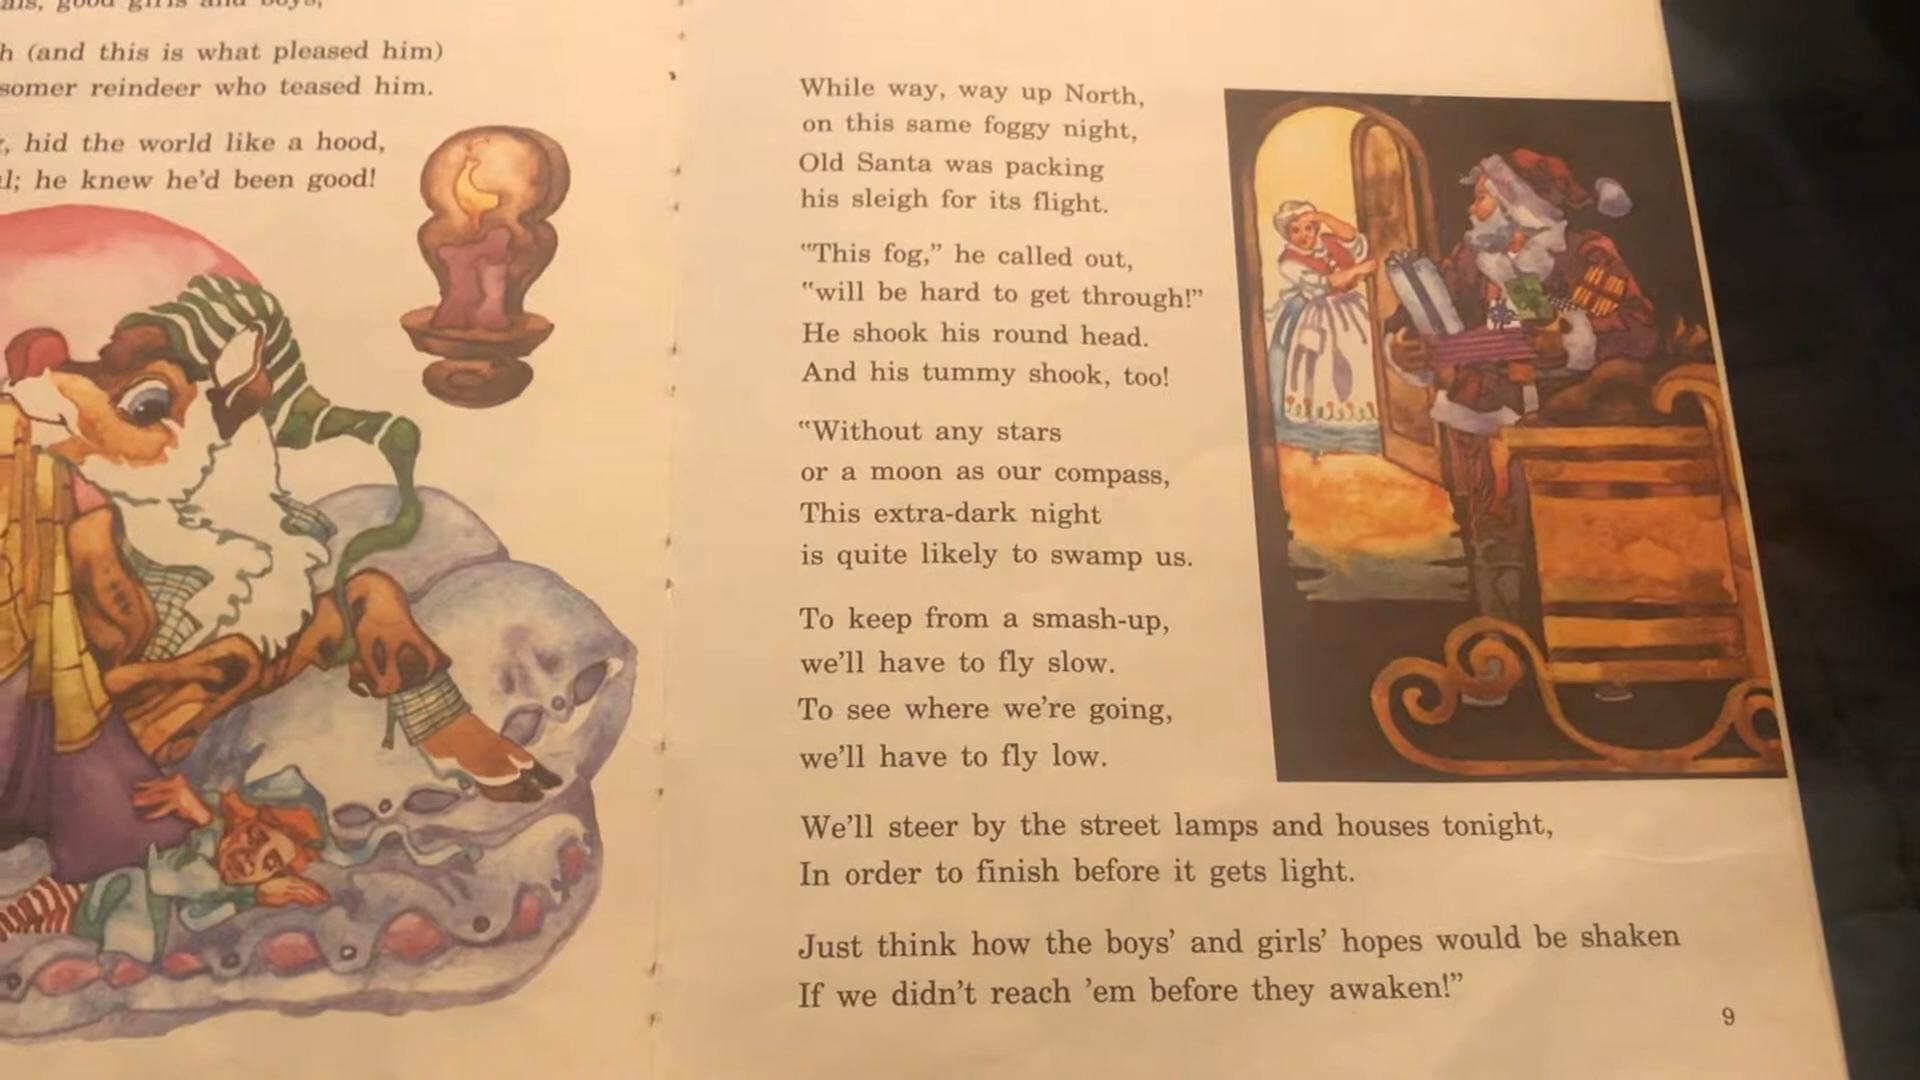 good girls and boys,
(and this is what pleased him)
reindeer who teased him.
hid the world like a hood,
he knew he'd been good!
While way, way up North,
on this same foggy night,
Old Santa was packing
his sleigh for its flight.
"This fog," he called out,
"will be hard to get through!"
He shook his round head.
And his tummy shook, too!
"Without any stars
or a moon as our compass,
This extra-dark night
is quite likely to swamp us.
To keep from a smash-up,
we'll have to fly slow.
To see where we're going,
we'll have to fly low.
We'll steer by the street lamps and houses tonight,
In order to finish before it gets light.
Just think how the boys' and girls' hopes would be shaken
If we didn't reach 'em before they awaken!"
9